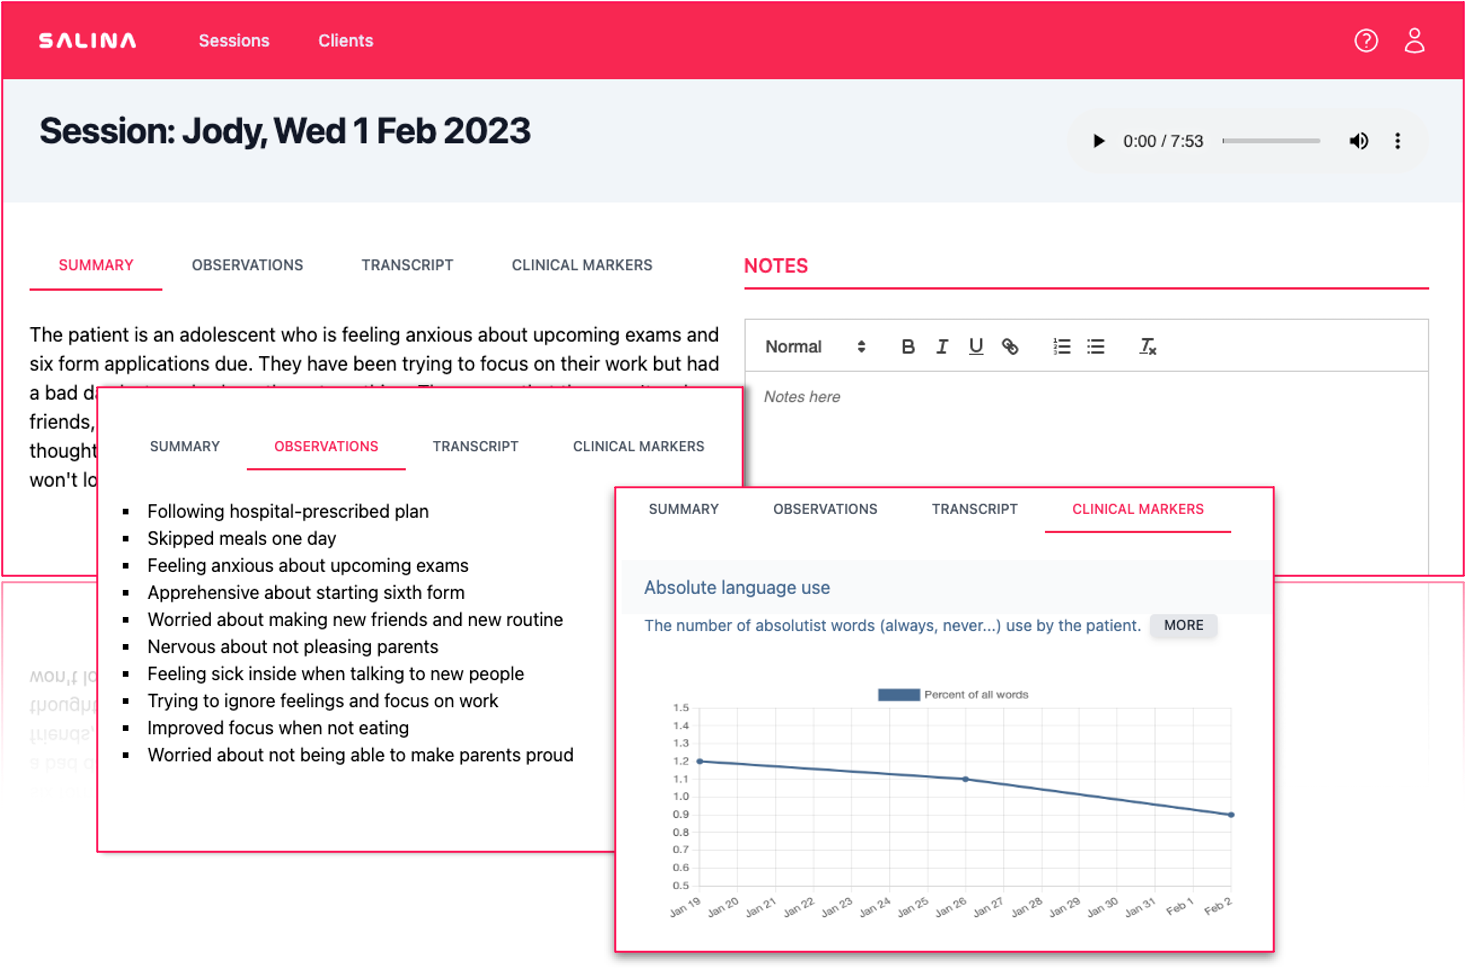 SALINA
Sessions
Clients
Session: Jody, Wed 1 Feb 2023
0:00 / 7:53
SUMMARY
OBSERVATIONS
TRANSCRIPT
CLINICAL MARKERS
NOTES
The patient is an adolescent who is feeling anxious about upcoming exams and
six form applications due. They have been trying to focus on their work but had
a bad
friends,
thought
won't
Normal
B I U
Notes here
SUMMARY
OBSERVATIONS
TRANSCRIPT
CLINICAL MARKERS
Following hospital-prescribed plan
Skipped meals one day
Feeling anxious about upcoming exams
Apprehensive about starting sixth form
Worried about making new friends and new routine
Nervous about not pleasing parents
Feeling sick inside when talking to new people
Trying to ignore feelings and focus on work
Improved focus when not eating
Worried about not being able to make parents proud
SUMMARY
OBSERVATIONS
TRANSCRIPT
CLINICAL MARKERS
Absolute language use
The number of absolutist words (always, never...) use by the patient.
MORE
Percent of all words
1.5
1.4
1.3
1.2
1.1
1.0
0.9
0.8
0.7
0.6
0.5
Jan 19
Jan 20
Jan 21
Jan 22
Jan 23
Jan 24
Jan 25
Jan 26
Jan 27
Jan 28
Jan 29
Jan 30
Jan 31
Feb 1
Feb 2